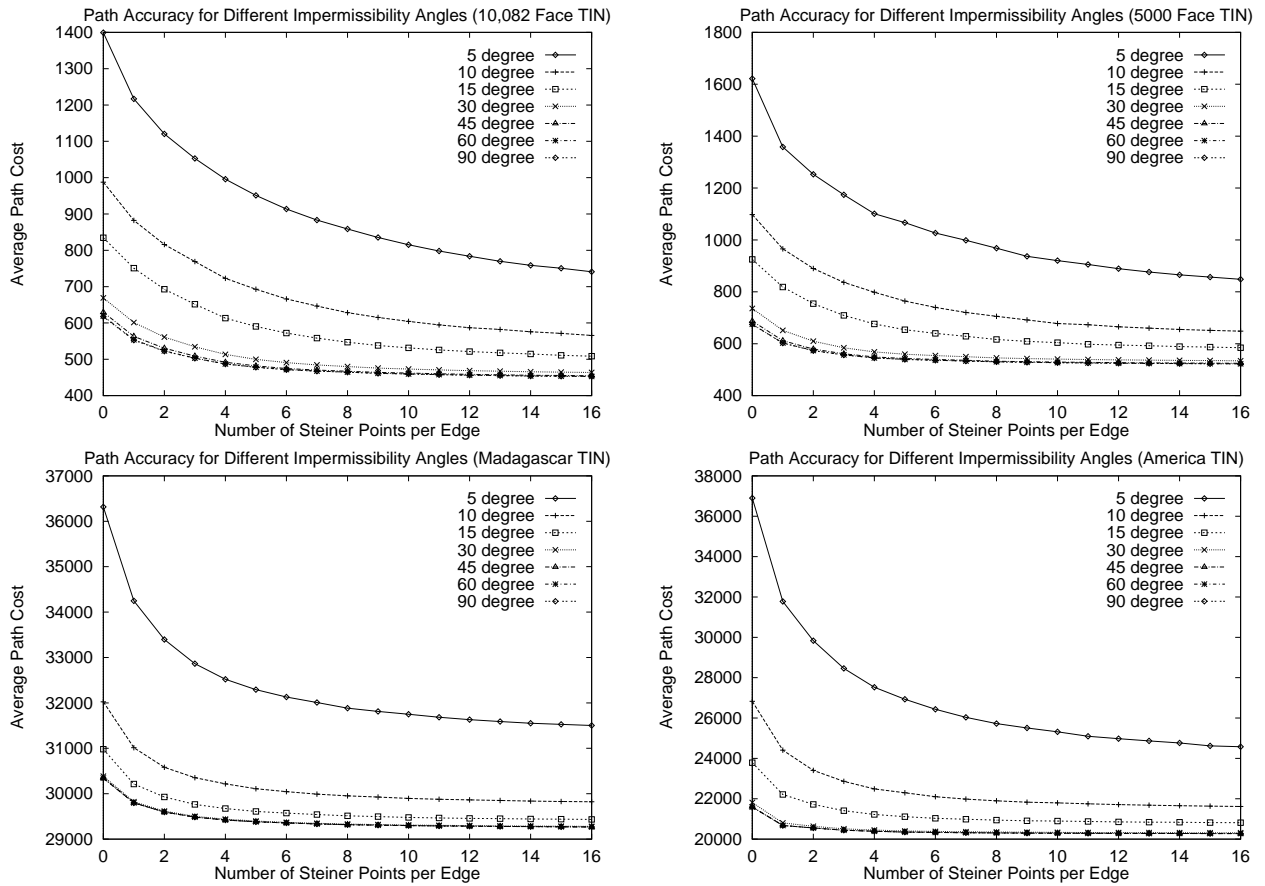 Path Accuracy for Different Impermissibility Angles (10,082 Face TIN)
1400
1300
1200
1100
1000
900
800
700
600
500
400
Average Path Cost
5 degree
10 degree
15 degree
30 degree
45 degree
60 degree
90 degree
0 2 4 6 8 10 12 14 16
Number of Steiner Points per Edge
Path Accuracy for Different Impermissibility Angles (5000 Face TIN)
1800
1600
1400
1200
1000
800
600
400
Average Path Cost
5 degree
10 degree
15 degree
30 degree
45 degree
60 degree
90 degree
0 2 4 6 8 10 12 14 16
Number of Steiner Points per Edge
Path Accuracy for Different Impermissibility Angles (Madagascar TIN)
37000
36000
35000
34000
33000
32000
31000
30000
29000
Average Path Cost
5 degree
10 degree
15 degree
30 degree
45 degree
60 degree
90 degree
0 2 4 6 8 10 12 14 16
Number of Steiner Points per Edge
Path Accuracy for Different Impermissibility Angles (America TIN)
38000
36000
34000
32000
30000
28000
26000
24000
22000
20000
Average Path Cost
5 degree
10 degree
15 degree
30 degree
45 degree
60 degree
90 degree
0 2 4 6 8 10 12 14 16
Number of Steiner Points per Edge